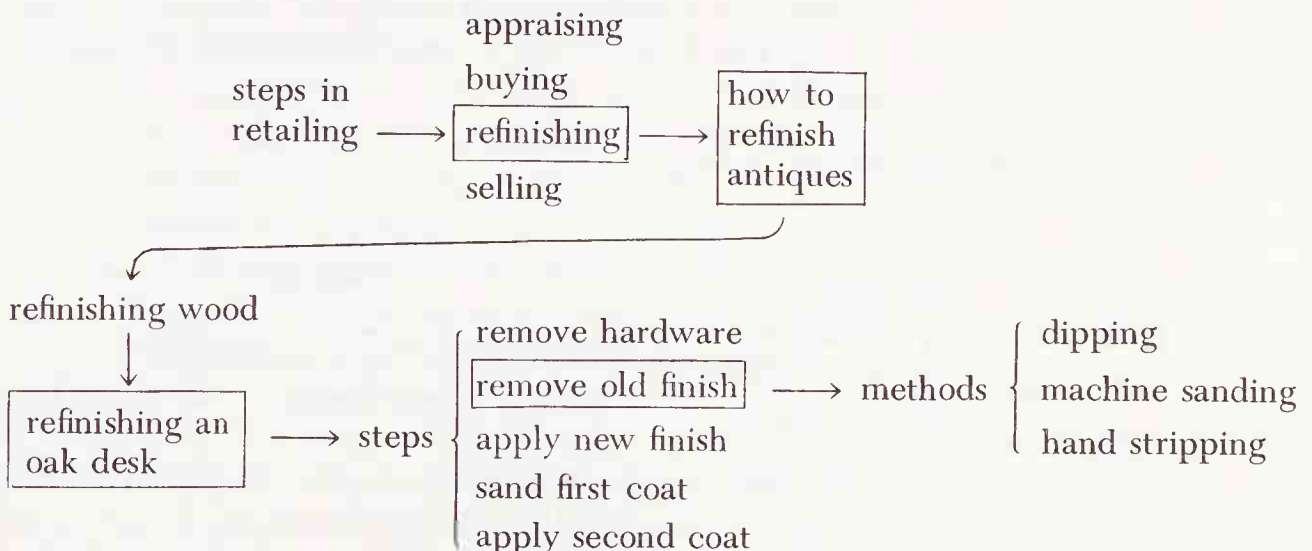 appraising
buying
steps in
retailing
refinishing
selling
how to
refinish
antiques
refinishing wood
refinishing an
oak desk
steps
remove hardware
remove old finish
apply new finish
sand first coat
apply second coat
methods
dipping
machine sanding
hand stripping